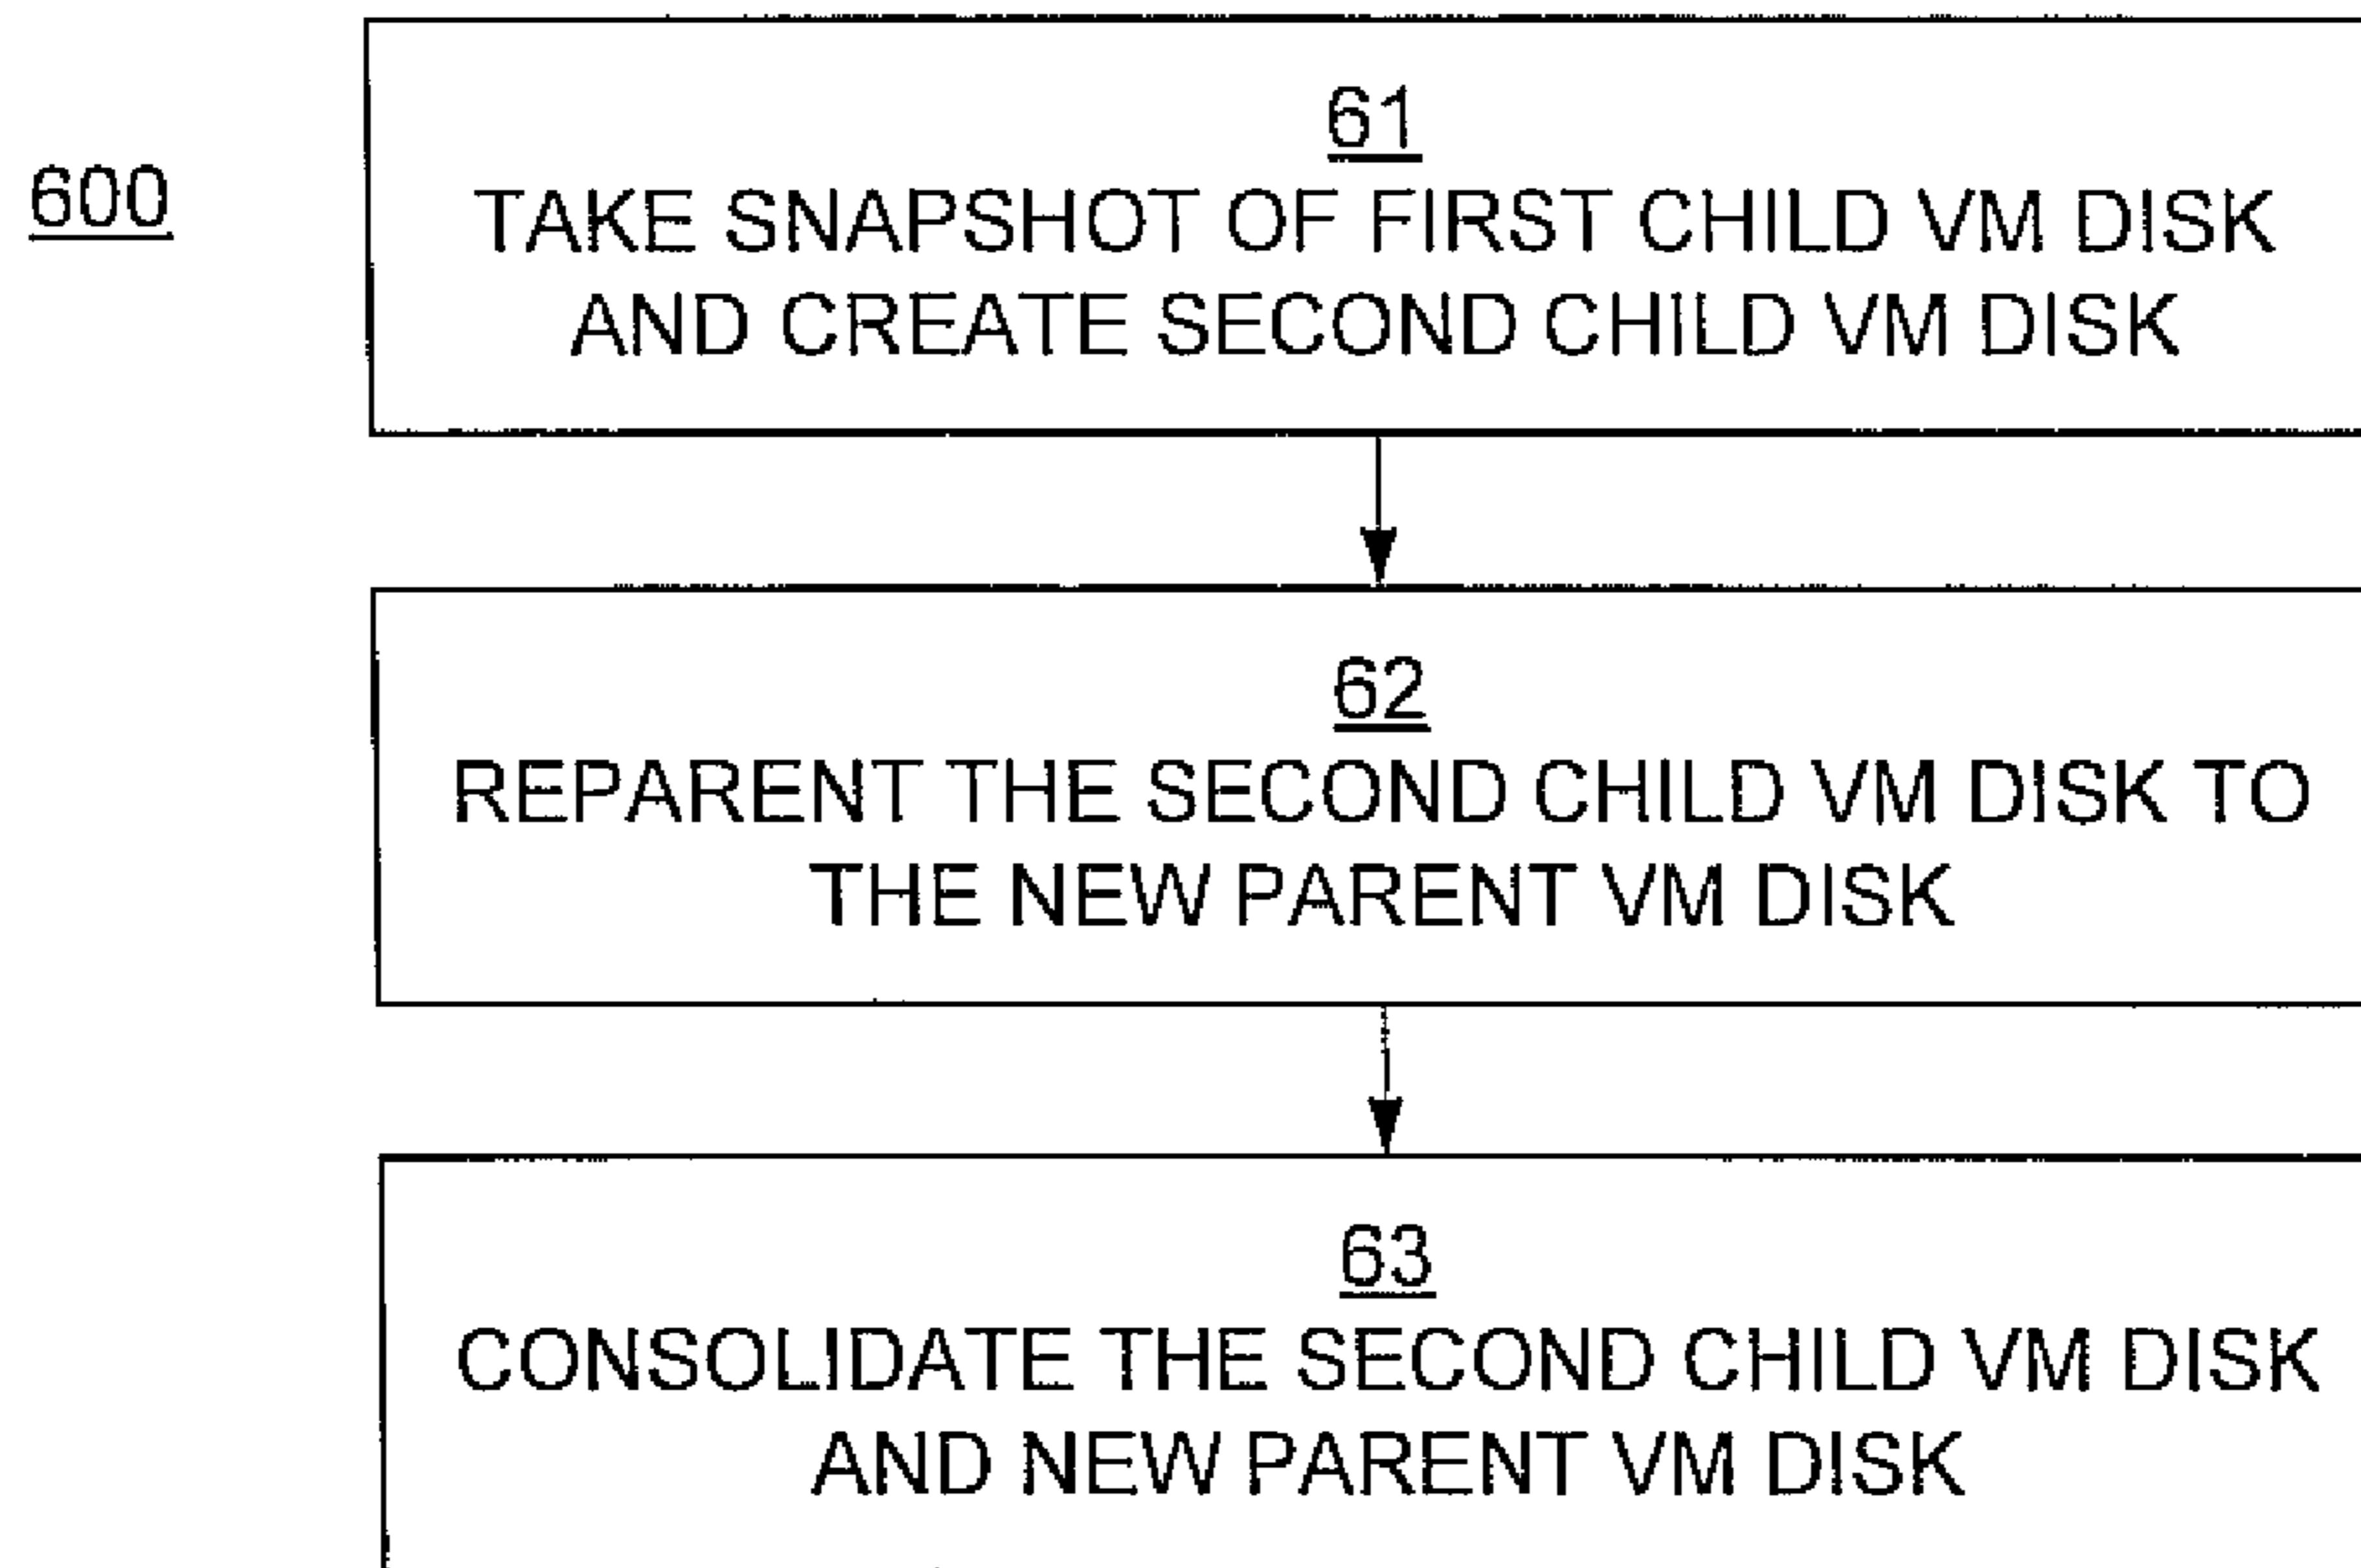 600
61
TAKE SNAPSHOT OF FIRST CHILD VM DISK
AND CREATE SECOND CHILD VM DISK
62
REPARENT THE SECOND CHILD VM DISK TO
THE NEW PARENT VM DISK
63
CONSOLIDATE THE SECOND CHILD VM DISK
AND NEW PARENT VM DISK